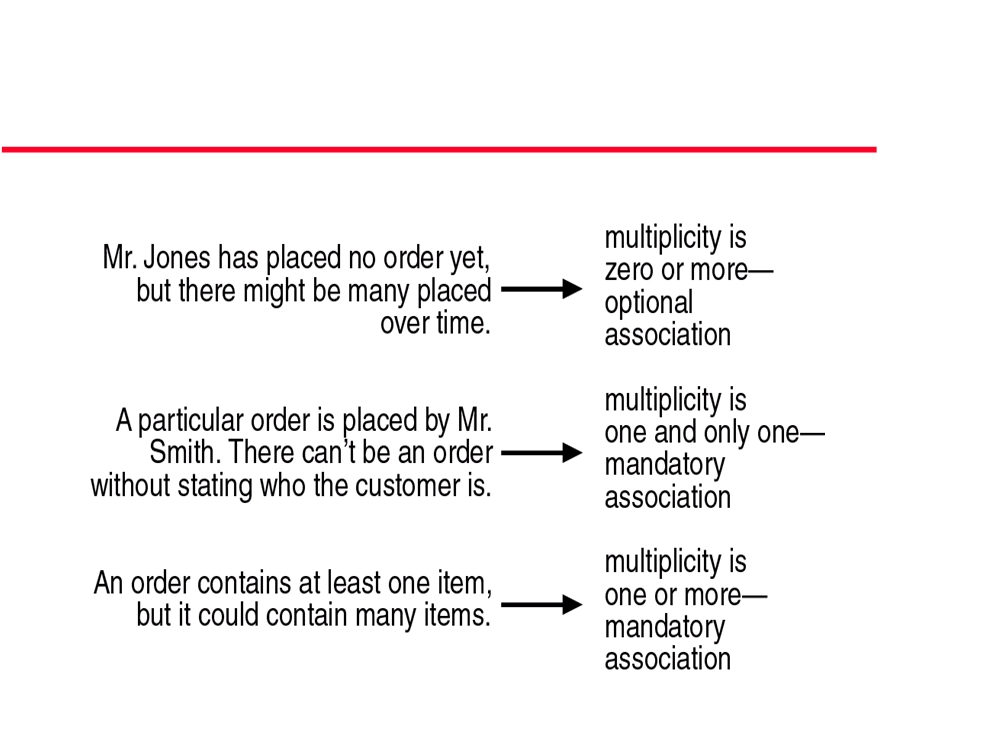 Mr. Jones has placed no order yet,
but there might be many placed
over time.
multiplicity is
zero or more—
optional
association
A particular order is placed by Mr.
Smith. There can’t be an order
without stating who the customer is.
multiplicity is
one and only one—
mandatory
association
An order contains at least one item,
but it could contain many items.
multiplicity is
one or more—
mandatory
association